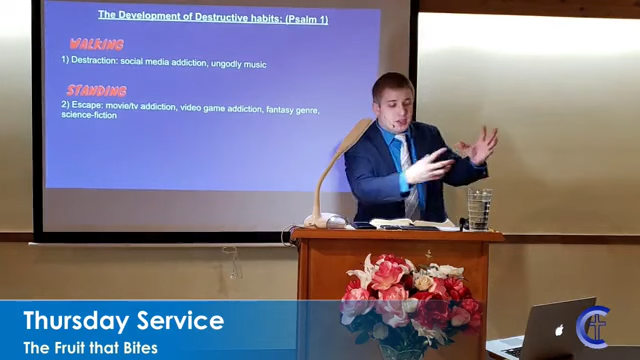 The Development of Destructive habits: (Psalm 1)
WALKING
1) Destraction: social media addiction, ungodly music
STANDING
2) Escape: movie/tv addiction, video game addiction, fantasy genre,
science-fiction
Thursday Service
The Fruit that Bites